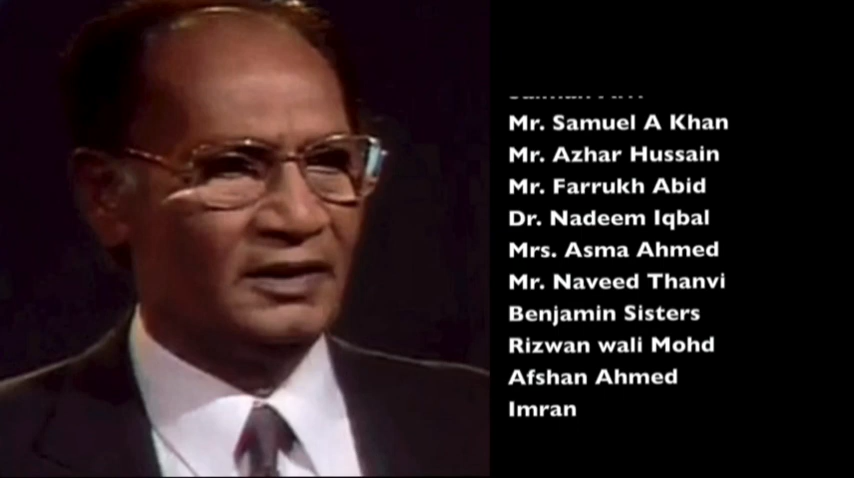 Mr. Samuel A Khan
Mr. Azhar Hussain
Mr. Farrukh Abid
Dr. Nadeem Iqbal
Mrs. Asma Ahmed
Mr. Naveed Thanvi
Benjamin Sisters
Rizwan wali Mohd
Afshan Ahmed
Imran